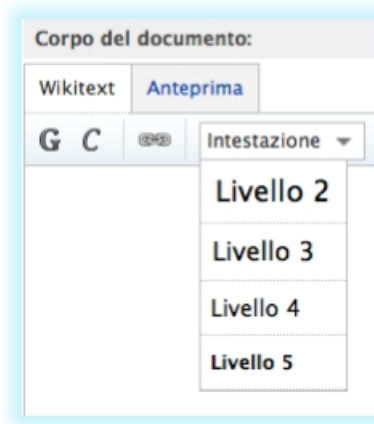 Corpo del documento:
Wikitext Anteprima
G C Intestazione
Livello 2
Livello 3
Livello 4
Livello 5